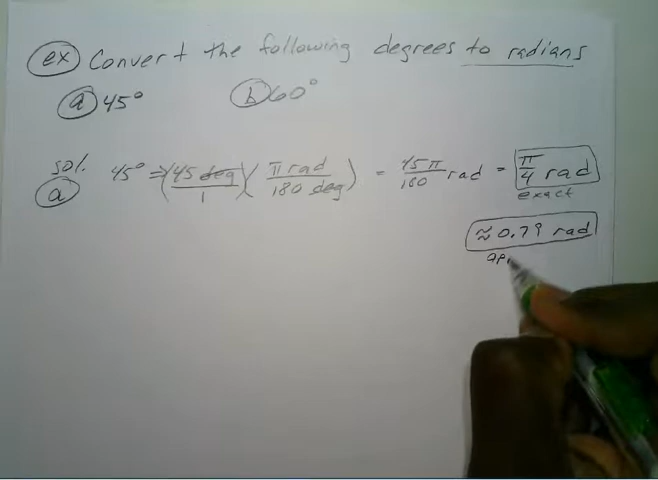 ex Convert the following degrees to radians
a 45° b 60°
sol. 45° = (45 deg / 1)(π rad / 180 deg) = 45π / 180 rad = π / 4 rad
a exact
≈ 0.79 rad